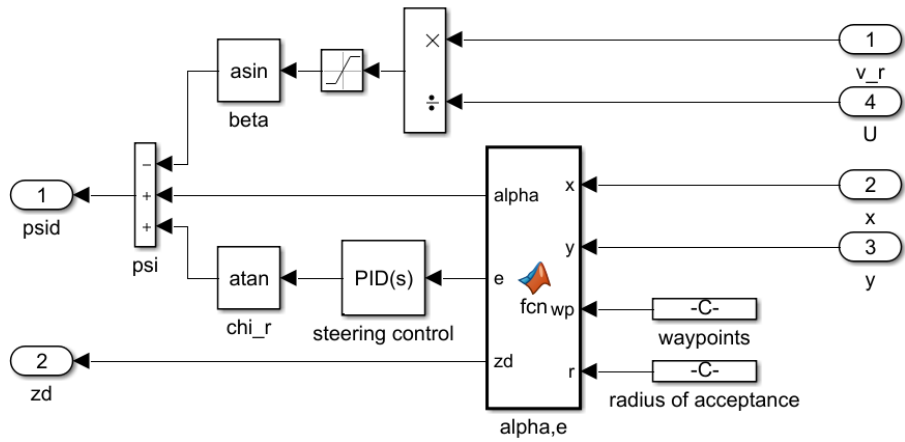 ×
1
v_r
asin
beta
÷
4
U
−
alpha
x
2
x
1
psid
+
+
psi
y
3
y
atan
chi_r
PID(s)
steering control
e
fcn
wp
-C-
waypoints
2
zd
zd
r
-C-
radius of acceptance
alpha,e